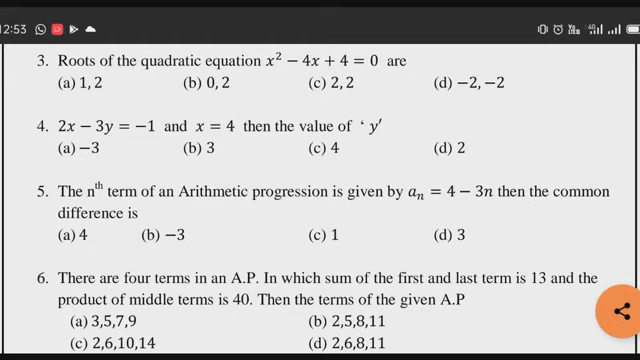 12:53
3. Roots of the quadratic equation x² − 4x + 4 = 0 are
(a) 1, 2 (b) 0, 2 (c) 2, 2 (d) −2, −2
4. 2x − 3y = −1 and x = 4 then the value of ‘ y′
(a) −3 (b) 3 (c) 4 (d) 2
5. The nᵗʰ term of an Arithmetic progression is given by aₙ = 4 − 3n then the common
difference is
(a) 4 (b) −3 (c) 1 (d) 3
6. There are four terms in an A.P. In which sum of the first and last term is 13 and the
product of middle terms is 40. Then the terms of the given A.P
(a) 3,5,7,9 (b) 2,5,8,11
(c) 2,6,10,14 (d) 2,6,8,11